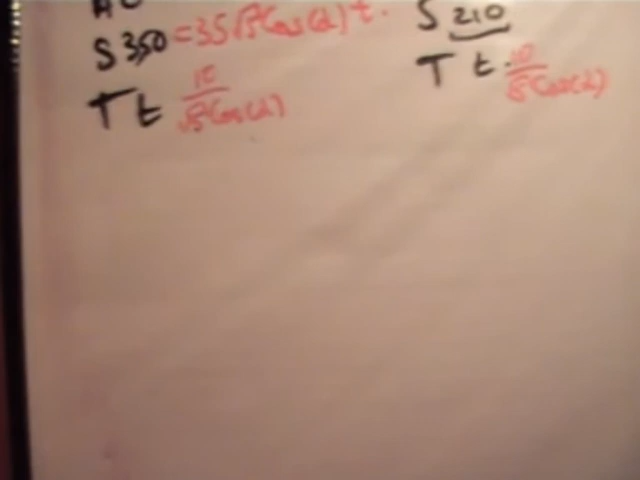 S 350 = 35√5 Cos(α) t.
T t 10/√5 Cos(α)
S 210
T t. 10/√5 Cos(α)